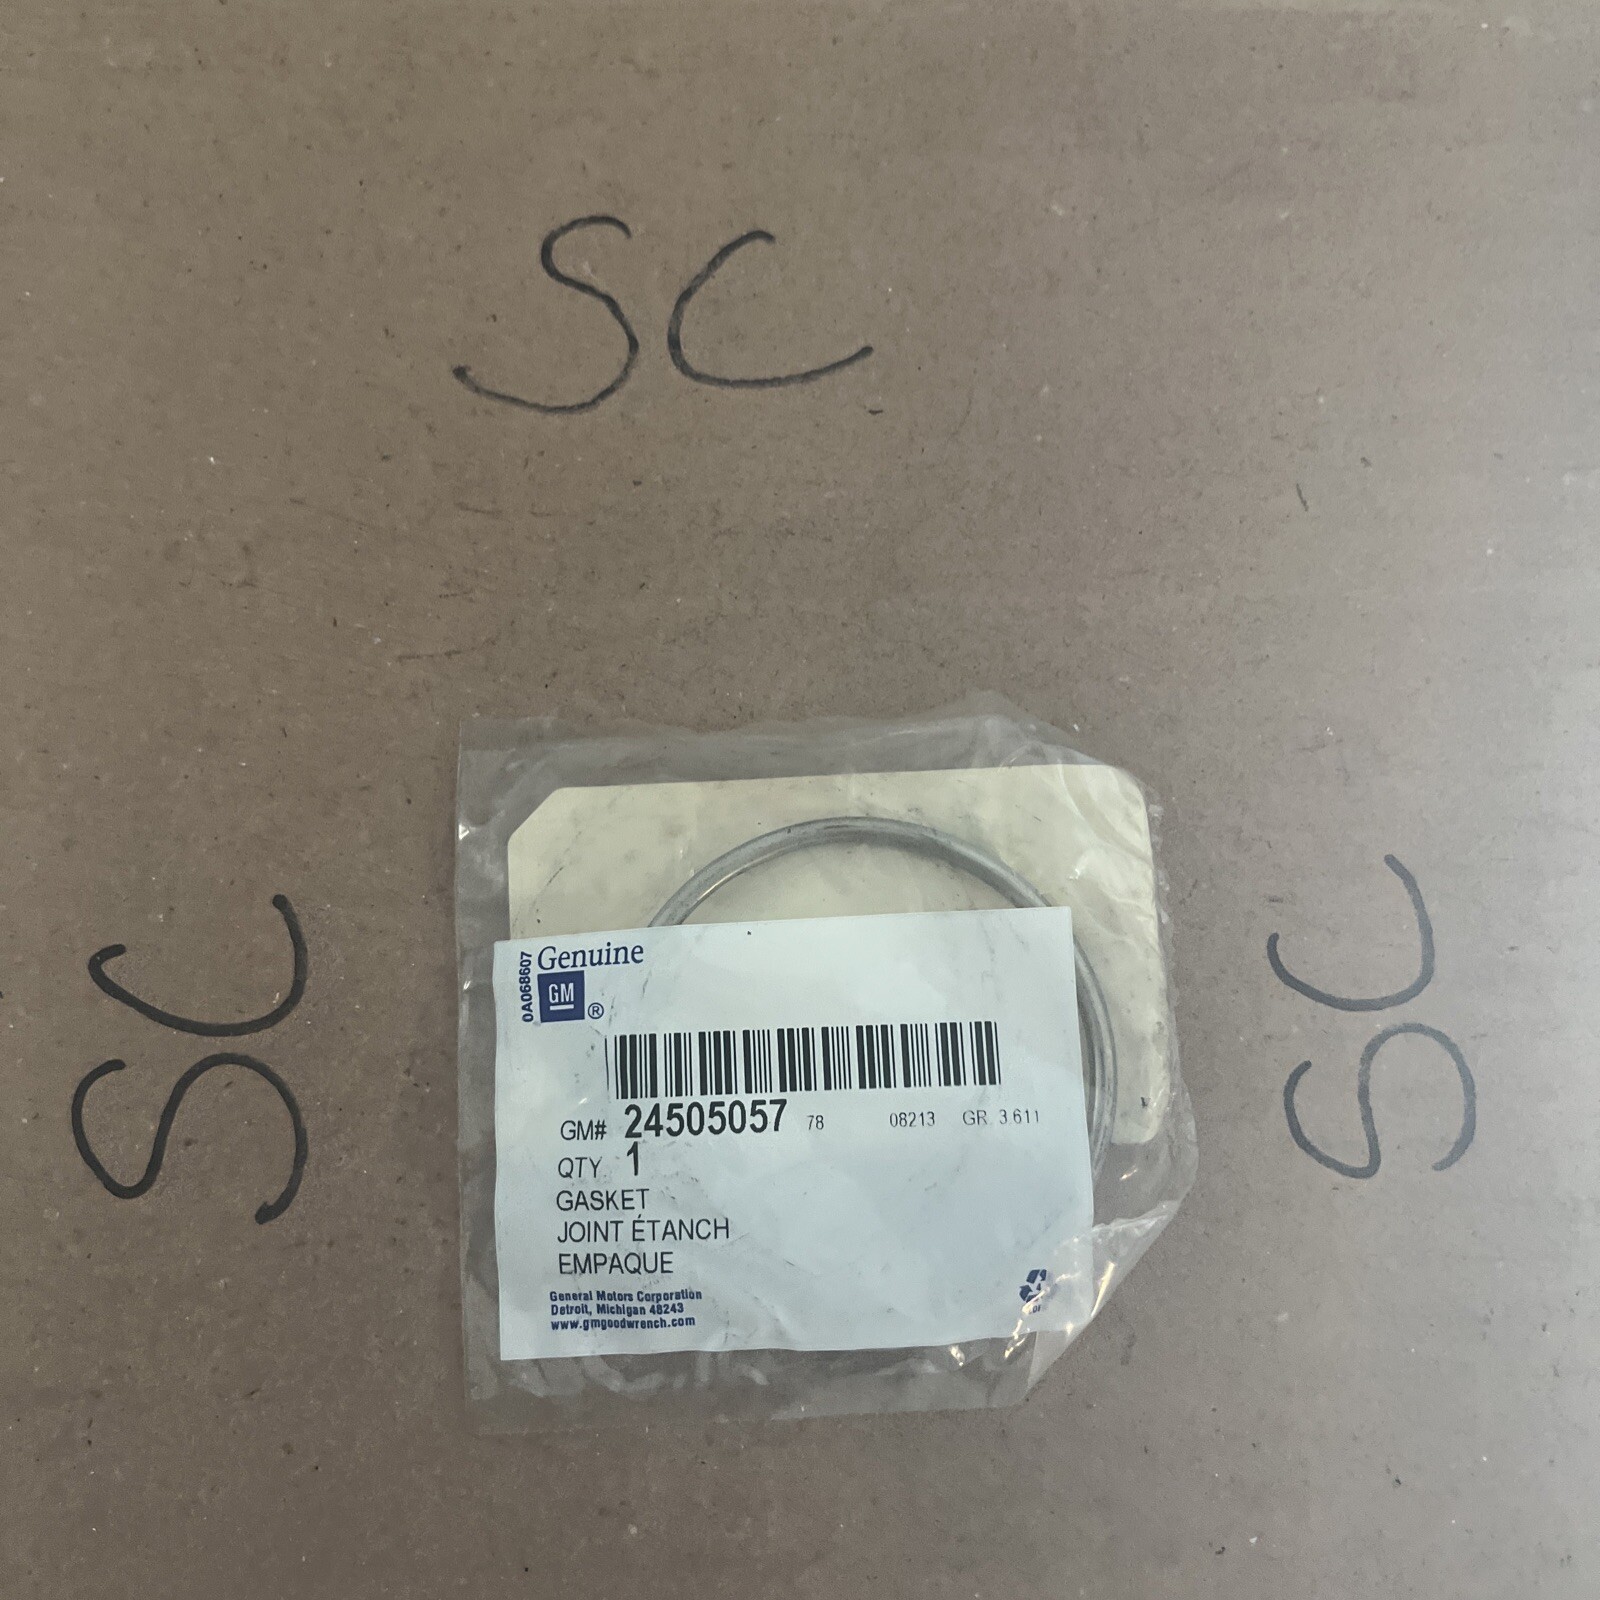 SC
SC
SC
0A068607
Genuine
GM ®
GM# 24505057 78 08213 GR. 3.611
QTY. 1
GASKET
JOINT ÉTANCH
EMPAQUE
General Motors Corporation
Detroit, Michigan 48243
www.gmgoodwrench.com